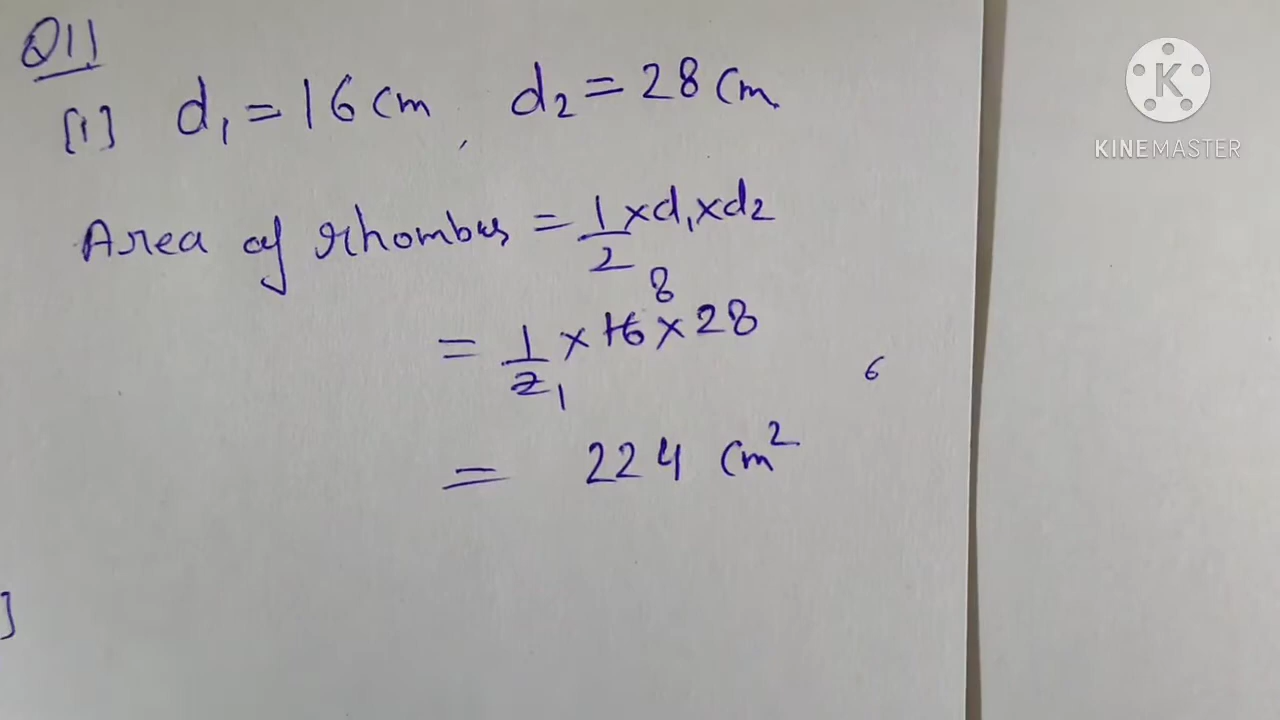 Q11
[1] d₁ = 16 cm, d₂ = 28 cm
Area of rhombus = 1/2 × d₁ × d₂
8
= 1/2 × 16 × 28
1
6
= 224 cm²
]
K
KINEMASTER